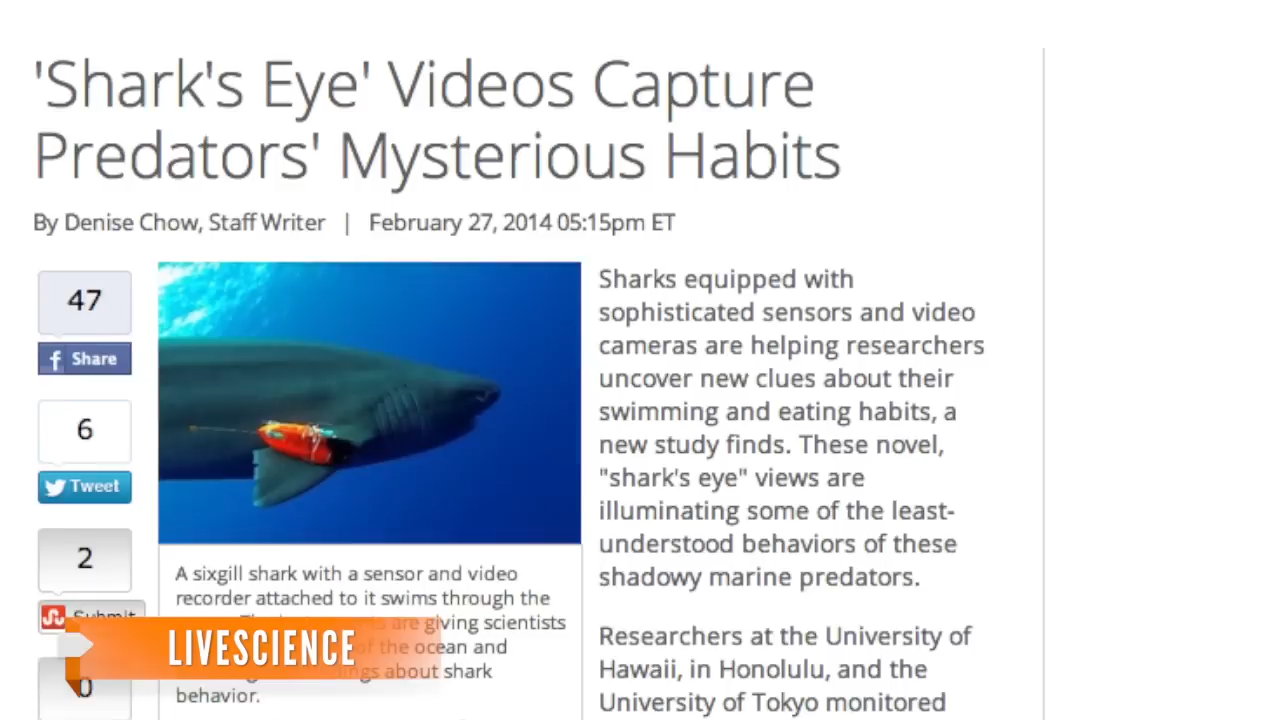 'Shark's Eye' Videos Capture
Predators' Mysterious Habits
By Denise Chow, Staff Writer | February 27, 2014 05:15pm ET
47
Share
6
Tweet
2
Submit
0
A sixgill shark with a sensor and video
recorder attached to it swims through the
are giving scientists
of the ocean and
about shark
behavior.
Sharks equipped with
sophisticated sensors and video
cameras are helping researchers
uncover new clues about their
swimming and eating habits, a
new study finds. These novel,
"shark's eye" views are
illuminating some of the least-
understood behaviors of these
shadowy marine predators.
Researchers at the University of
Hawaii, in Honolulu, and the
University of Tokyo monitored
LIVESCIENCE